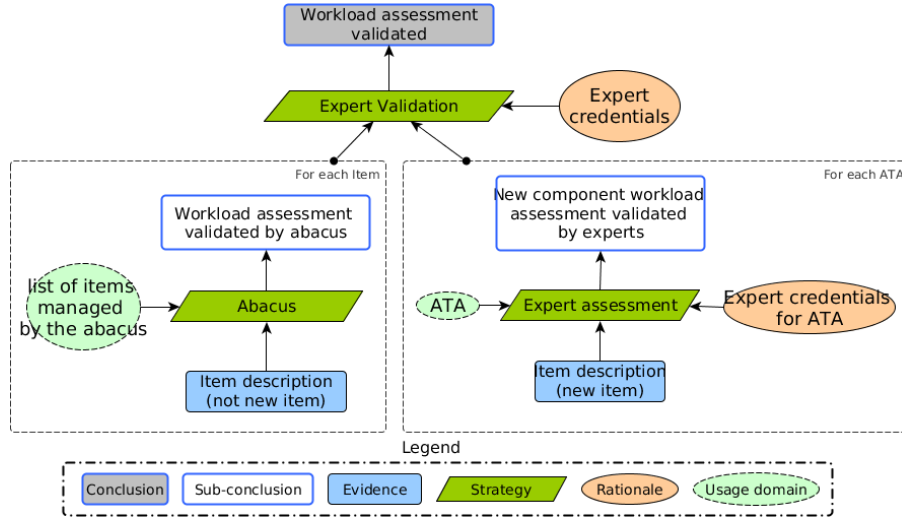 Workload assessment
validated
Expert Validation
Expert
credentials
For each Item
For each ATA
Workload assessment
validated by abacus
New component workload
assessment validated
by experts
list of items
managed
by the abacus
Abacus
ATA
Expert assessment
Expert credentials
for ATA
Item description
(not new item)
Item description
(new item)
Legend
Conclusion
Sub-conclusion
Evidence
Strategy
Rationale
Usage domain